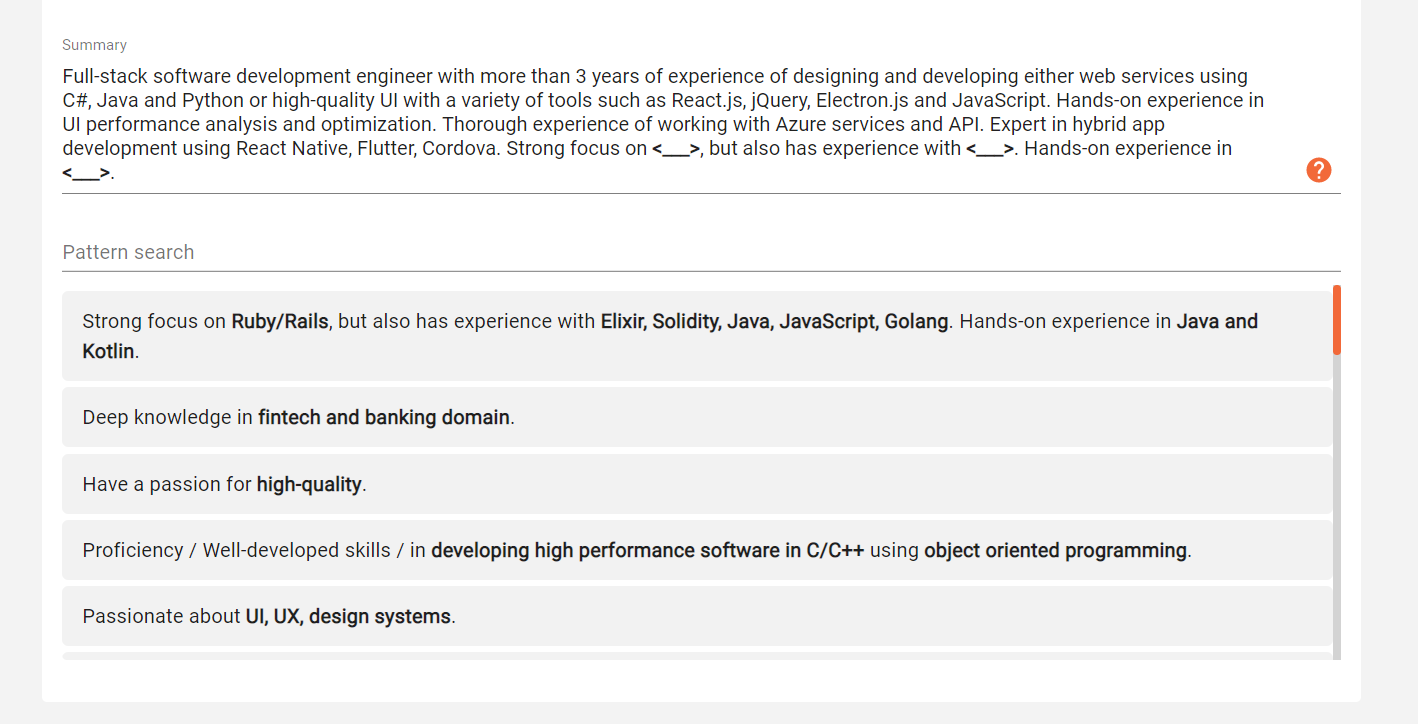 Summary
Full-stack software development engineer with more than 3 years of experience of designing and developing either web services using
C#, Java and Python or high-quality UI with a variety of tools such as React.js, jQuery, Electron.js and JavaScript. Hands-on experience in
UI performance analysis and optimization. Thorough experience of working with Azure services and API. Expert in hybrid app
development using React Native, Flutter, Cordova. Strong focus on <___>, but also has experience with <___>. Hands-on experience in
<___>.
?
Pattern search
Strong focus on Ruby/Rails, but also has experience with Elixir, Solidity, Java, JavaScript, Golang. Hands-on experience in Java and
Kotlin.
Deep knowledge in fintech and banking domain.
Have a passion for high-quality.
Proficiency / Well-developed skills / in developing high performance software in C/C++ using object oriented programming.
Passionate about UI, UX, design systems.